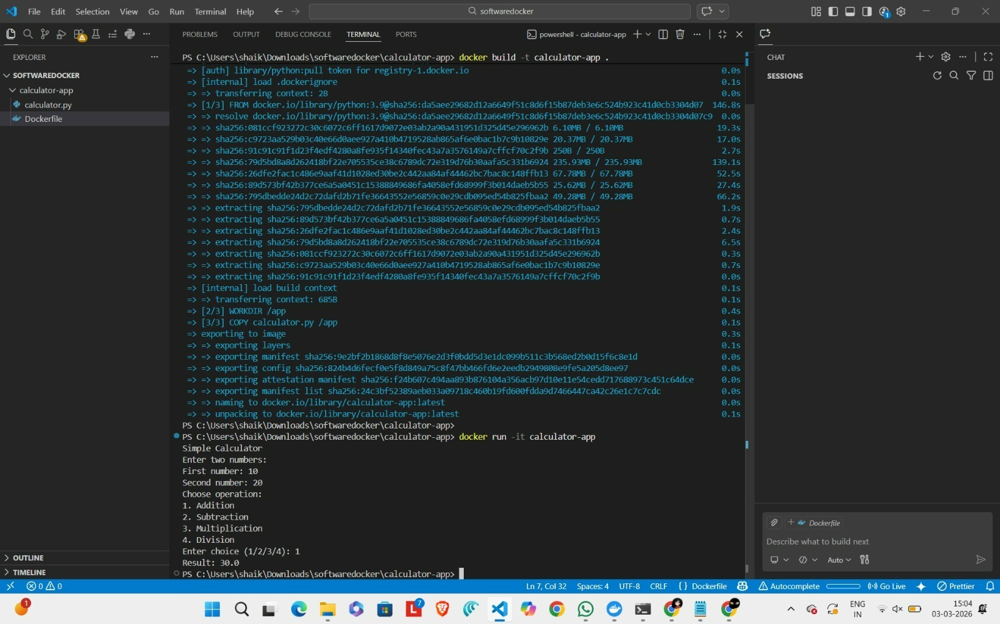 File Edit Selection View Go Run Terminal Help
softwaredocker
EXPLORER
SOFTWAREDOCKER
calculator-app
calculator.py
Dockerfile
OUTLINE
TIMELINE
PROBLEMS OUTPUT DEBUG CONSOLE TERMINAL PORTS
powershell - calculator-app
PS C:\Users\shaik\Downloads\softwaredocker\calculator-app> docker build -t calculator-app .
=> [auth] library/python:pull token for registry-1.docker.io 0.0s
=> [internal] load .dockerignore 0.1s
=> => transferring context: 2B 0.0s
=> [1/3] FROM docker.io/library/python:3.9@sha256:da5aee29682d12a6649f51c8d6f15b87deb3e6c524b923c41d0cb3304d07 146.8s
=> => resolve docker.io/library/python:3.9@sha256:da5aee29682d12a6649f51c8d6f15b87deb3e6c524b923c41d0cb3304d07c9 0.0s
=> => sha256:081ccf923272c30c6072c6ff1617d9072e03ab2a90a431951d325d45e296962b 6.10MB / 6.10MB 19.3s
=> => sha256:c9723aa529b03c40e66d0aee927a410b4719528ab865af6e0bac1b7c9b10829e 20.37MB / 20.37MB 17.0s
=> => sha256:91c91c91f1d23f4edf4280a8fe935f14340fec43a7a3576149a7cffcf70c2f9b 250B / 250B 2.7s
=> => sha256:79d5bd8a8d262418bf22e705535ce38c6789dc72e319d76b30aafa5c331b6924 235.93MB / 235.93MB 139.1s
=> => sha256:26dfe2fac1c486e9aaf41d1028ed30be2c442aa84af44462bc7bac8c148ffb13 67.78MB / 67.78MB 52.5s
=> => sha256:89d573bf42b377ce6a5a0451c15388849686fa4058efd68999f3b014daeb5b55 25.62MB / 25.62MB 27.4s
=> => sha256:795dbedde24d2c72dafd2b71fe36643552e56859c0e29cdb095ed54b825fbaa2 49.28MB / 49.28MB 66.2s
=> => extracting sha256:795dbedde24d2c72dafd2b71fe36643552e56859c0e29cdb095ed54b825fbaa2 1.9s
=> => extracting sha256:89d573bf42b377ce6a5a0451c15388849686fa4058efd68999f3b014daeb5b55 0.7s
=> => extracting sha256:26dfe2fac1c486e9aaf41d1028ed30be2c442aa84af44462bc7bac8c148ffb13 2.4s
=> => extracting sha256:79d5bd8a8d262418bf22e705535ce38c6789dc72e319d76b30aafa5c331b6924 6.5s
=> => extracting sha256:081ccf923272c30c6072c6ff1617d9072e03ab2a90a431951d325d45e296962b 0.3s
=> => extracting sha256:c9723aa529b03c40e66d0aee927a410b4719528ab865af6e0bac1b7c9b10829e 0.7s
=> => extracting sha256:91c91c91f1d23f4edf4280a8fe935f14340fec43a7a3576149a7cffcf70c2f9b 0.0s
=> [internal] load build context 0.1s
=> => transferring context: 685B 0.1s
=> [2/3] WORKDIR /app 0.4s
=> [3/3] COPY calculator.py /app 0.1s
=> exporting to image 0.3s
=> => exporting layers 0.1s
=> => exporting manifest sha256:9e2bf2b1868d8f8e5076e2d3f0bdd5d3e1dc099b511c3b568ed2b0d15f6c8e1d 0.0s
=> => exporting config sha256:824b4d6fecf0e5f8d849a75c8f47bb466fd6e2eedb2949808e9fe5a205d8ee97 0.0s
=> => exporting attestation manifest sha256:f24b607c494aa893b876104a356acb97d10e11e54cedd717688973c451c64dce 0.0s
=> => exporting manifest list sha256:24c3bf52389aeb033a09718c460b19fd600fdda9d7466447ca42c26e1c7c7cdc 0.0s
=> => naming to docker.io/library/calculator-app:latest 0.0s
=> => unpacking to docker.io/library/calculator-app:latest 0.1s
PS C:\Users\shaik\Downloads\softwaredocker\calculator-app>
PS C:\Users\shaik\Downloads\softwaredocker\calculator-app> docker run -it calculator-app
Simple Calculator
Enter two numbers:
First number: 10
Second number: 20
Choose operation:
1. Addition
2. Subtraction
3. Multiplication
4. Division
Enter choice (1/2/3/4): 1
Result: 30.0
PS C:\Users\shaik\Downloads\softwaredocker\calculator-app>
CHAT
SESSIONS
Dockerfile
Describe what to build next
Auto
0 0
Ln 7, Col 32 Spaces: 4 UTF-8 CRLF { } Dockerfile Autocomplete Go Live Prettier
1
7
ENG
IN
15:04
03-03-2026